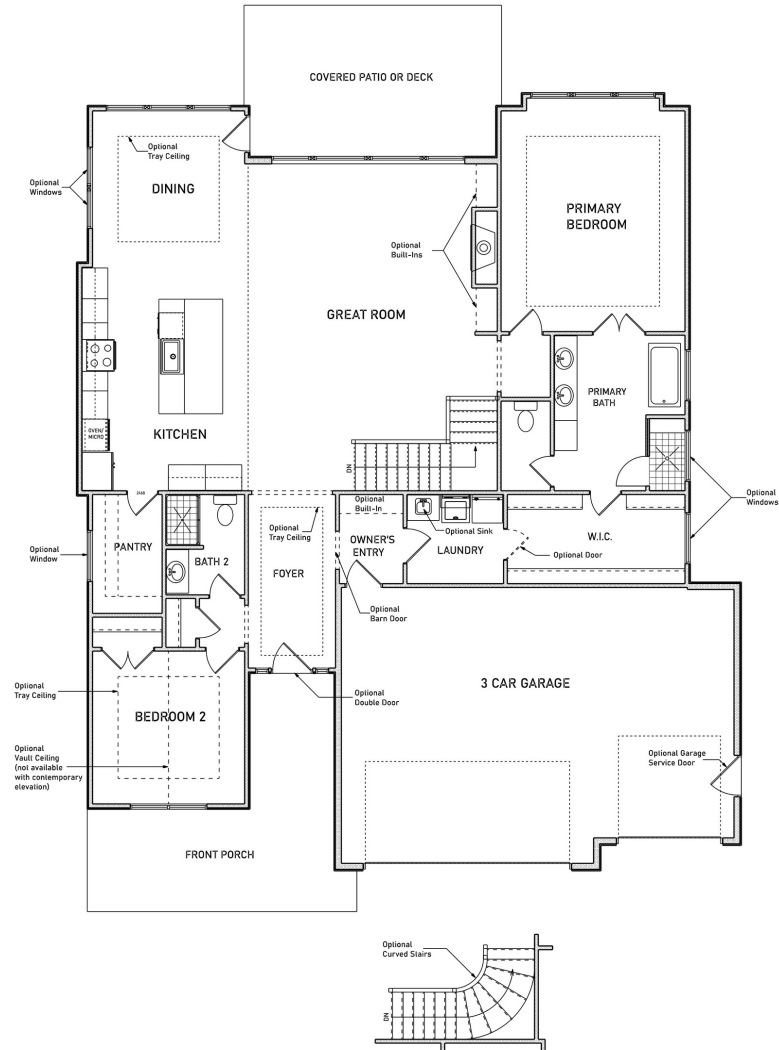 COVERED PATIO OR DECK
Optional
Tray Ceiling
DINING
Optional
Windows
PRIMARY
BEDROOM
Optional
Built-Ins
GREAT ROOM
PRIMARY
BATH
OVEN/
MICRO
KITCHEN
DN
2468
Optional
Built-In
Optional
Windows
Optional
Tray Ceiling
Optional Sink
OWNER'S
ENTRY
LAUNDRY
W.I.C.
Optional Door
Optional
Window
PANTRY
BATH 2
FOYER
Optional
Barn Door
Optional
Tray Ceiling
3 CAR GARAGE
Optional
Double Door
BEDROOM 2
Optional
Vault Ceiling
(not available
with contemporary
elevation)
Optional Garage
Service Door
FRONT PORCH
Optional
Curved Stairs
DN